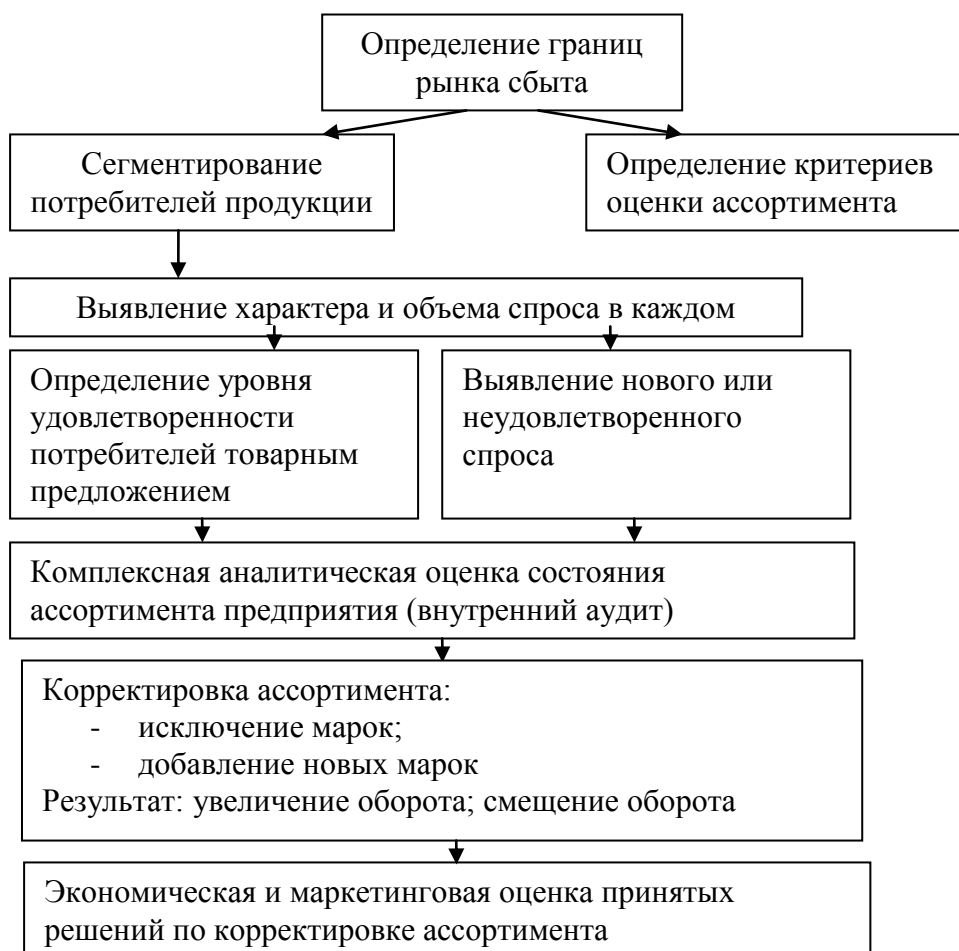 Определение границ
рынка сбыта
Сегментирование
потребителей продукции
Определение критериев
оценки ассортимента
Выявление характера и объема спроса в каждом
Определение уровня
удовлетворенности
потребителей товарным
предложением
Выявление нового или
неудовлетворенного
спроса
Комплексная аналитическая оценка состояния
ассортимента предприятия (внутренний аудит)
Корректировка ассортимента:
- исключение марок;
- добавление новых марок
Результат: увеличение оборота; смещение оборота
Экономическая и маркетинговая оценка принятых
решений по корректировке ассортимента